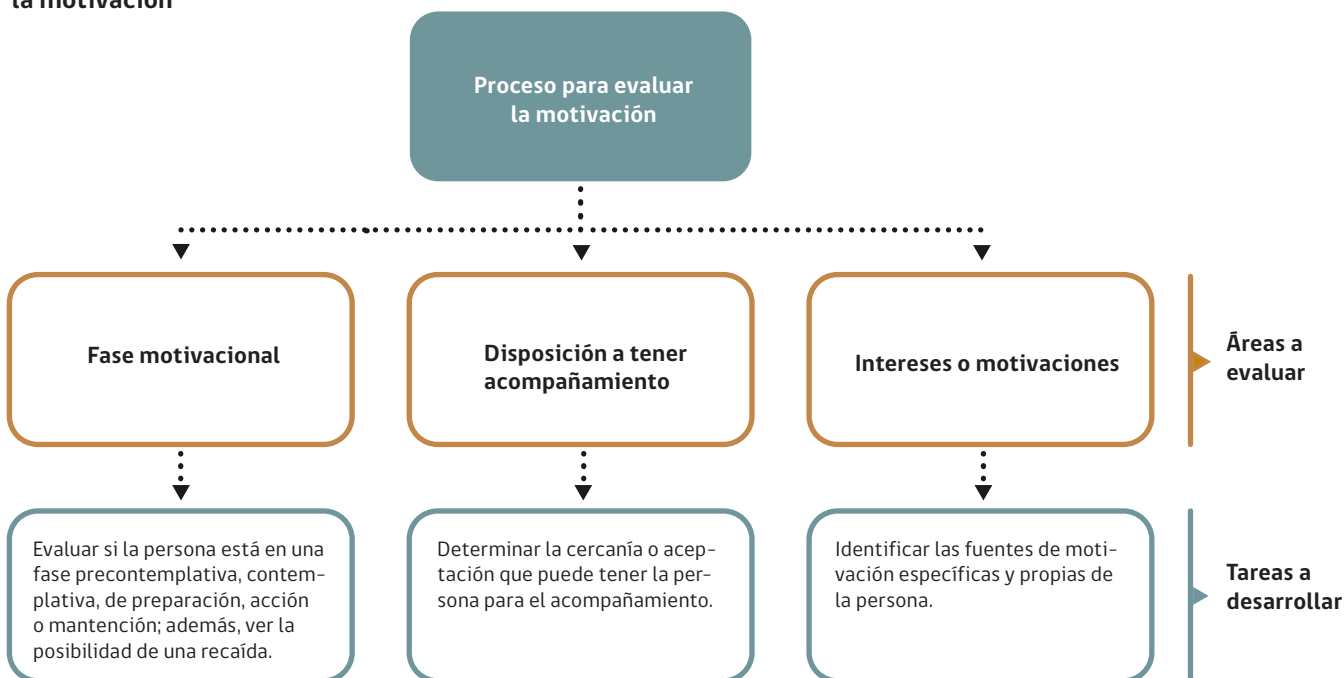 la motivación
Proceso para evaluar
la motivación
Fase motivacional
Disposición a tener
acompañamiento
Intereses o motivaciones
Áreas a
evaluar
Evaluar si la persona está en una
fase precontemplativa, contem-
plativa, de preparación, acción
o mantención; además, ver la
posibilidad de una recaída.
Determinar la cercanía o acep-
tación que puede tener la per-
sona para el acompañamiento.
Identificar las fuentes de moti-
vación específicas y propias de
la persona.
Tareas a
desarrollar